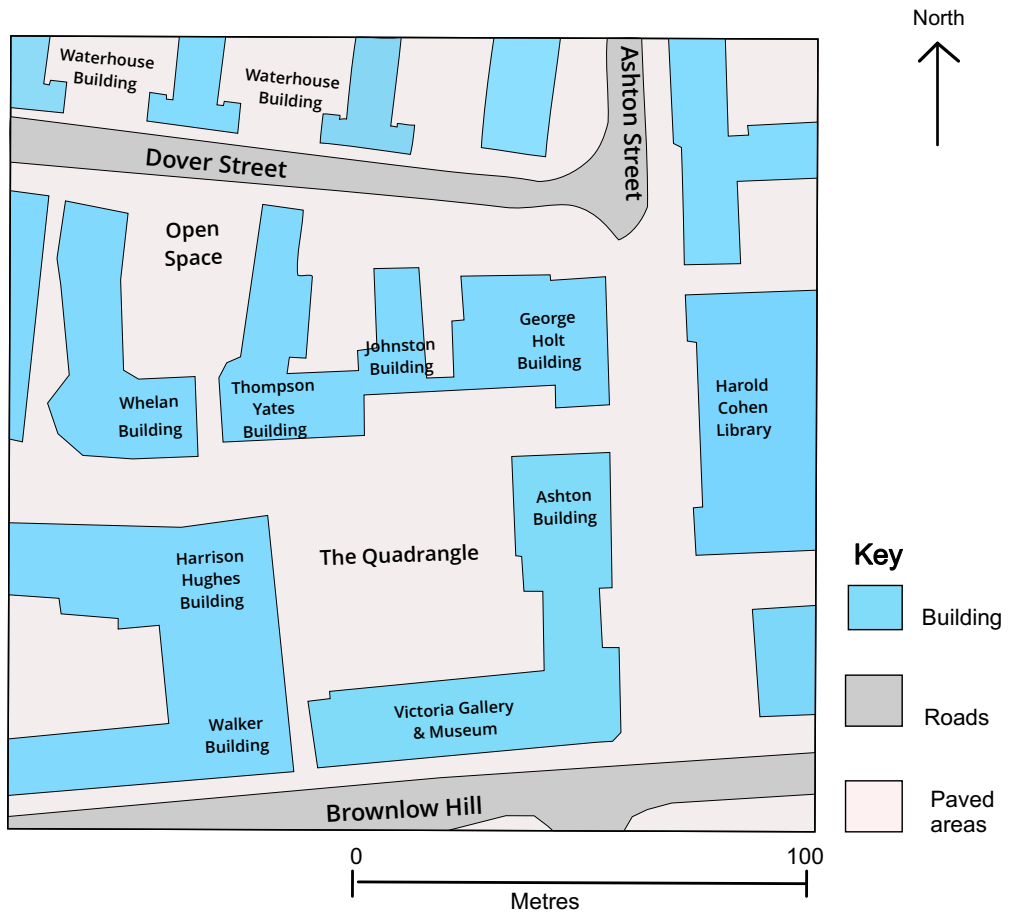 North
Waterhouse
Building
Waterhouse
Building
Ashton Street
Dover Street
Open
Space
George
Holt
Building
Johnston
Building
Thompson
Yates
Building
Whelan
Building
Harold
Cohen
Library
Ashton
Building
The Quadrangle
Harrison
Hughes
Building
Victoria Gallery
& Museum
Walker
Building
Brownlow Hill
Key
Building
Roads
Paved
areas
0
100
Metres